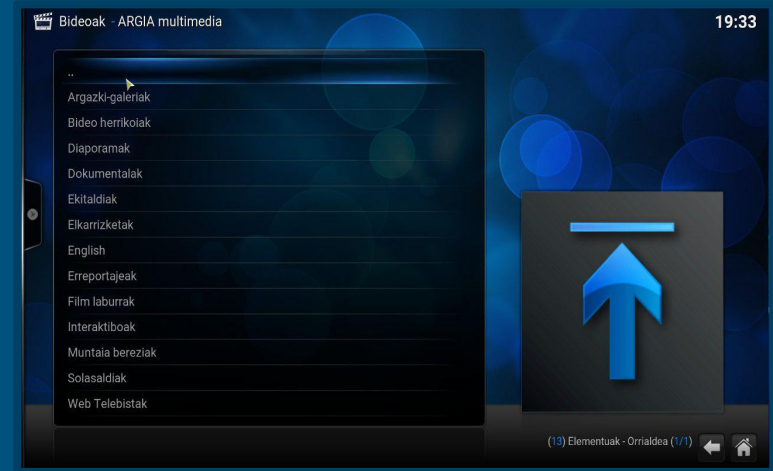 Bideoak - ARGIA multimedia
19:33
..
Argazki-galeriak
Bideo herrikoiak
Diaporamak
Dokumentalak
Ekitaldiak
Elkarrizketak
English
Erreportajeak
Film laburrak
Interaktiboak
Muntaia bereziak
Solasaldiak
Web Telebistak
(13) Elementuak - Orrialdea (1/1)